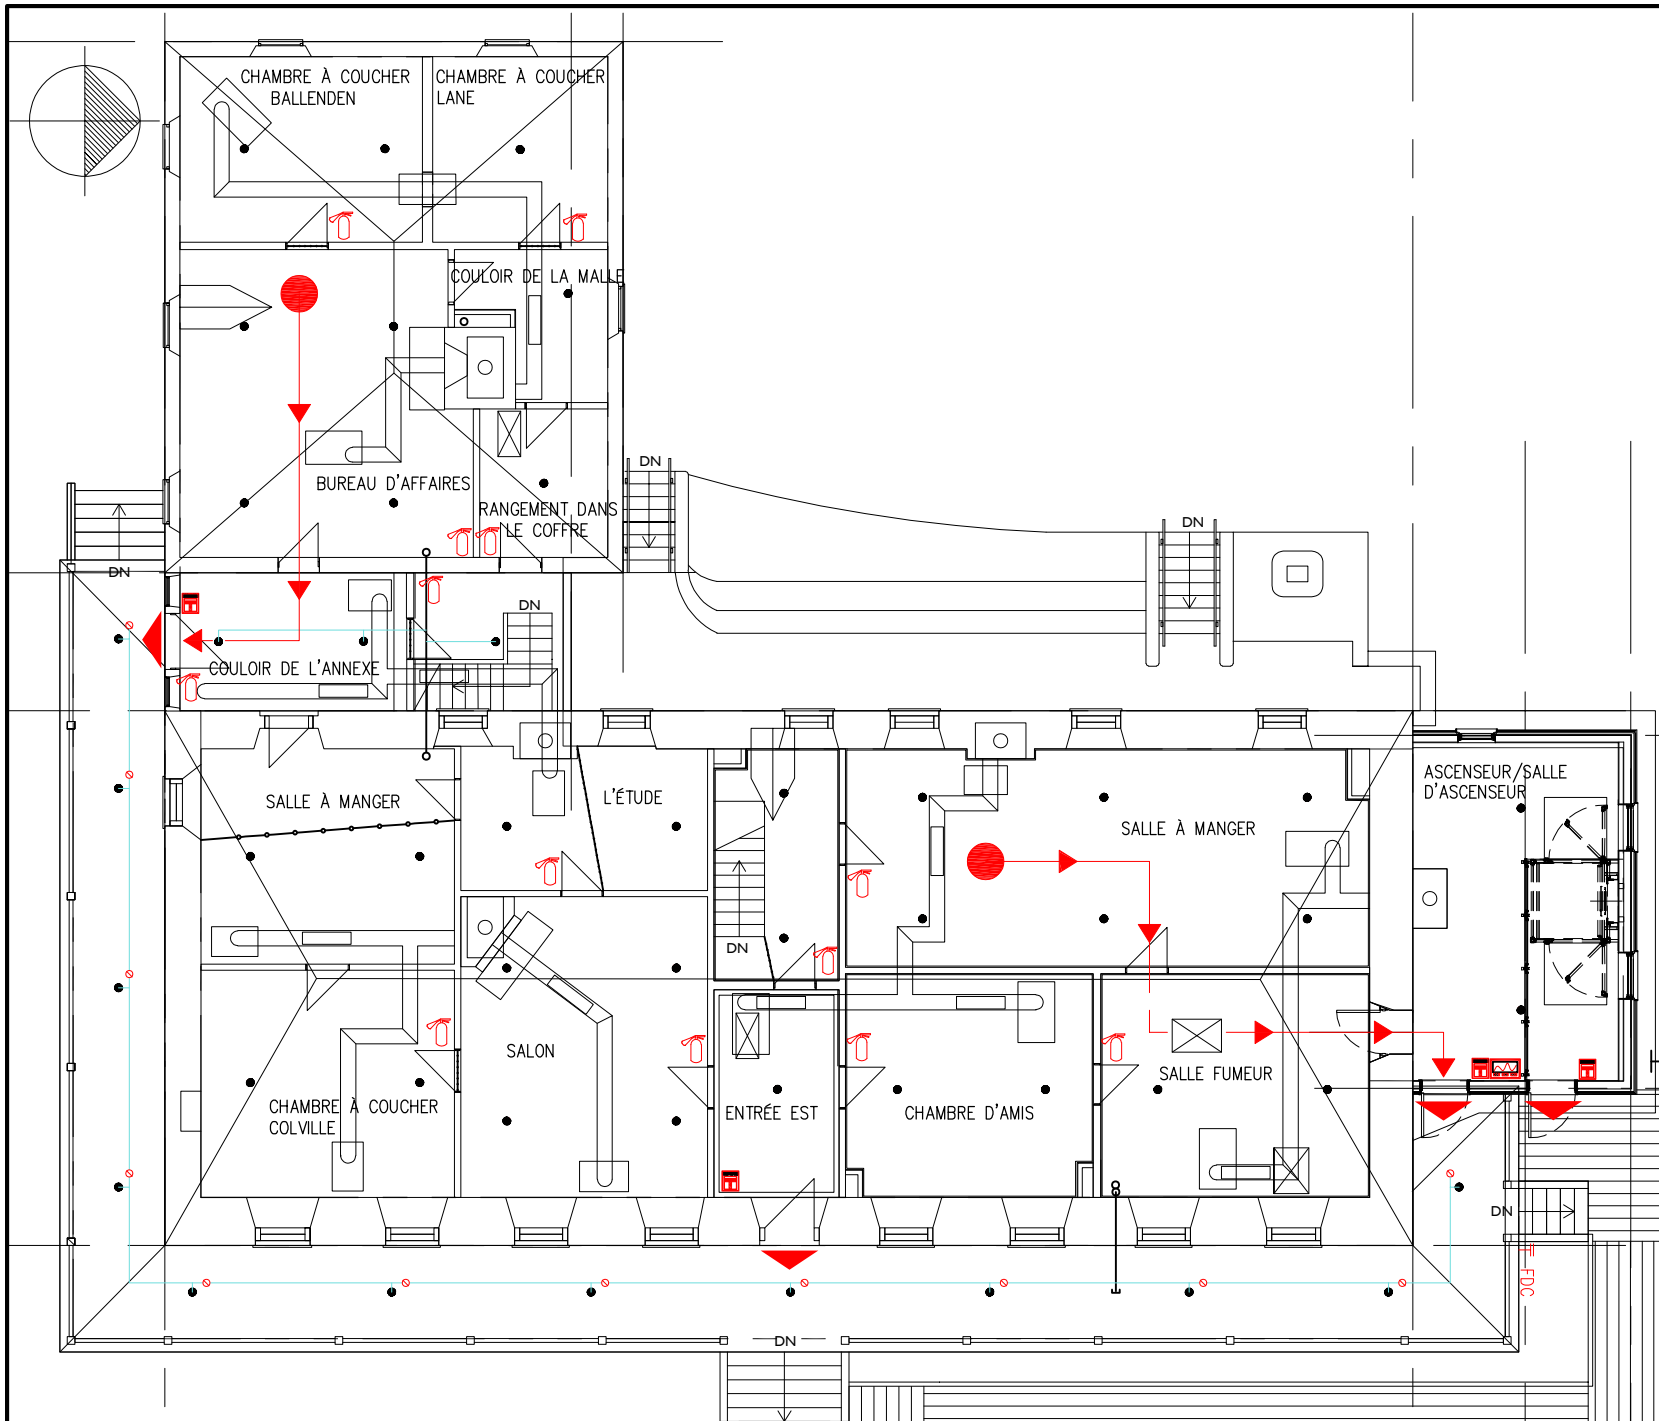 CHAMBRE À COUCHER
BALLENDEN
CHAMBRE À COUCHER
LANE
COULOIR DE LA MALLE
BUREAU D'AFFAIRES
RANGEMENT DANS
LE COFFRE
DN
DN
DN
DN
COULOIR DE L'ANNEXE
SALLE À MANGER
L'ÉTUDE
SALLE À MANGER
ASCENSEUR/SALLE
D'ASCENSEUR
DN
SALON
SALLE FUMEUR
CHAMBRE À COUCHER
COLVILLE
ENTRÉE EST
CHAMBRE D'AMIS
DN
FDC
DN